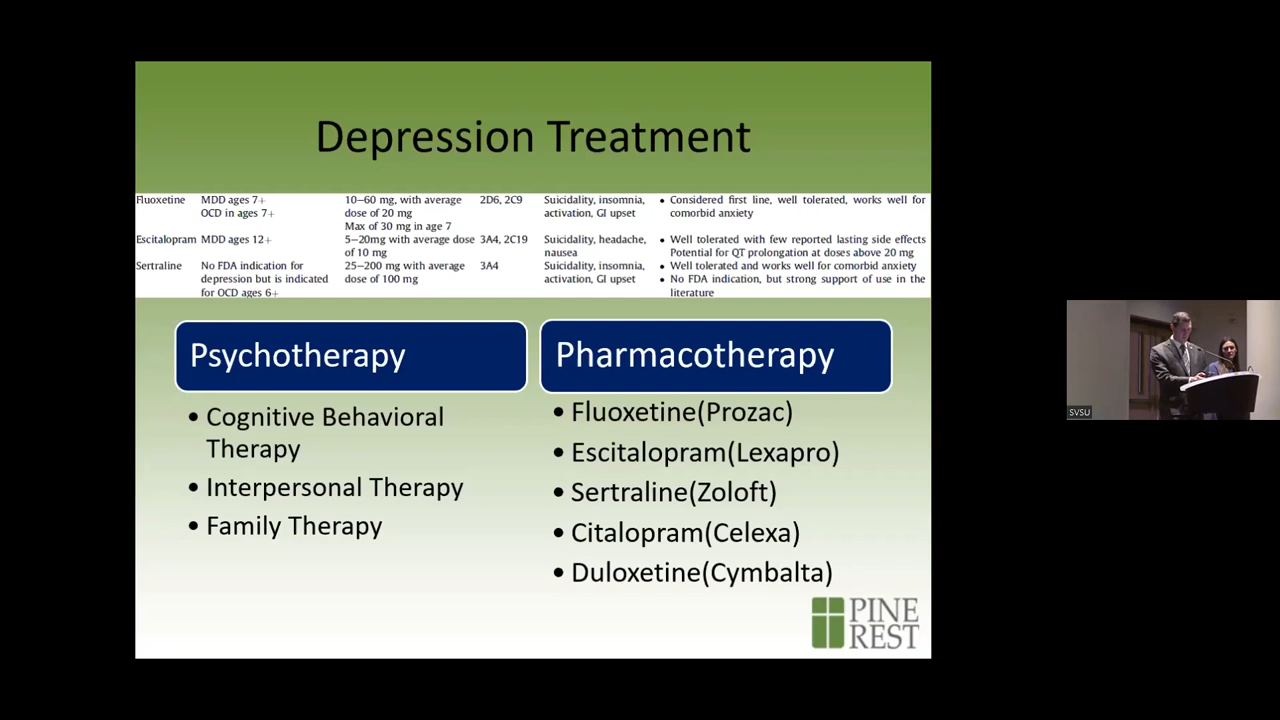 Depression Treatment
Fluoxetine MDD ages 7+ 10–60 mg, with average 2D6, 2C9 Suicidality, insomnia, • Considered first line, well tolerated, works well for
OCD in ages 7+ dose of 20 mg activation, GI upset comorbid anxiety
Max of 30 mg in age 7
Escitalopram MDD ages 12+ 5–20mg with average dose 3A4, 2C19 Suicidality, headache, • Well tolerated with few reported lasting side effects
of 10 mg nausea Potential for QT prolongation at doses above 20 mg
Sertraline No FDA indication for 25–200 mg with average 3A4 Suicidality, insomnia, • Well tolerated and works well for comorbid anxiety
depression but is indicated dose of 100 mg activation, GI upset • No FDA indication, but strong support of use in the
for OCD ages 6+ literature
Psychotherapy
• Cognitive Behavioral
Therapy
• Interpersonal Therapy
• Family Therapy
Pharmacotherapy
• Fluoxetine(Prozac)
• Escitalopram(Lexapro)
• Sertraline(Zoloft)
• Citalopram(Celexa)
• Duloxetine(Cymbalta)
PINE
REST
SVSU